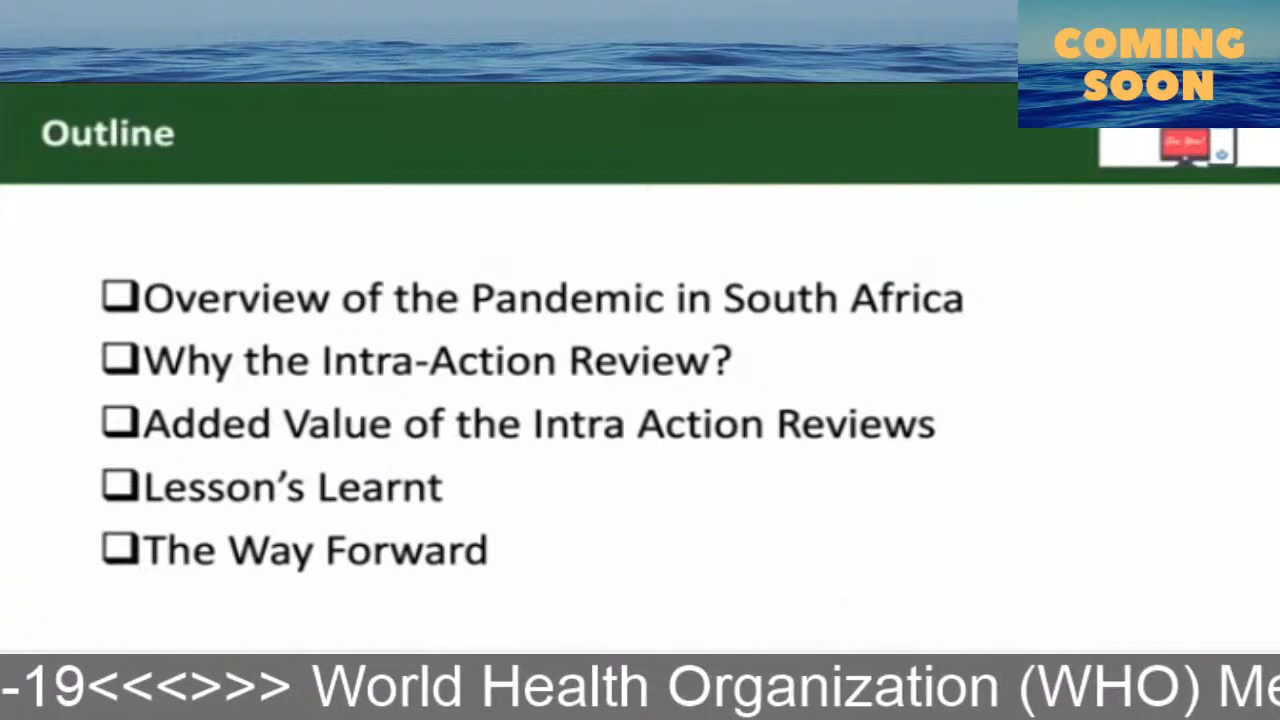 COMING
SOON
Outline
Overview of the Pandemic in South Africa
Why the Intra-Action Review?
Added Value of the Intra Action Reviews
Lesson’s Learnt
The Way Forward
-19<<<>>> World Health Organization (WHO) Me